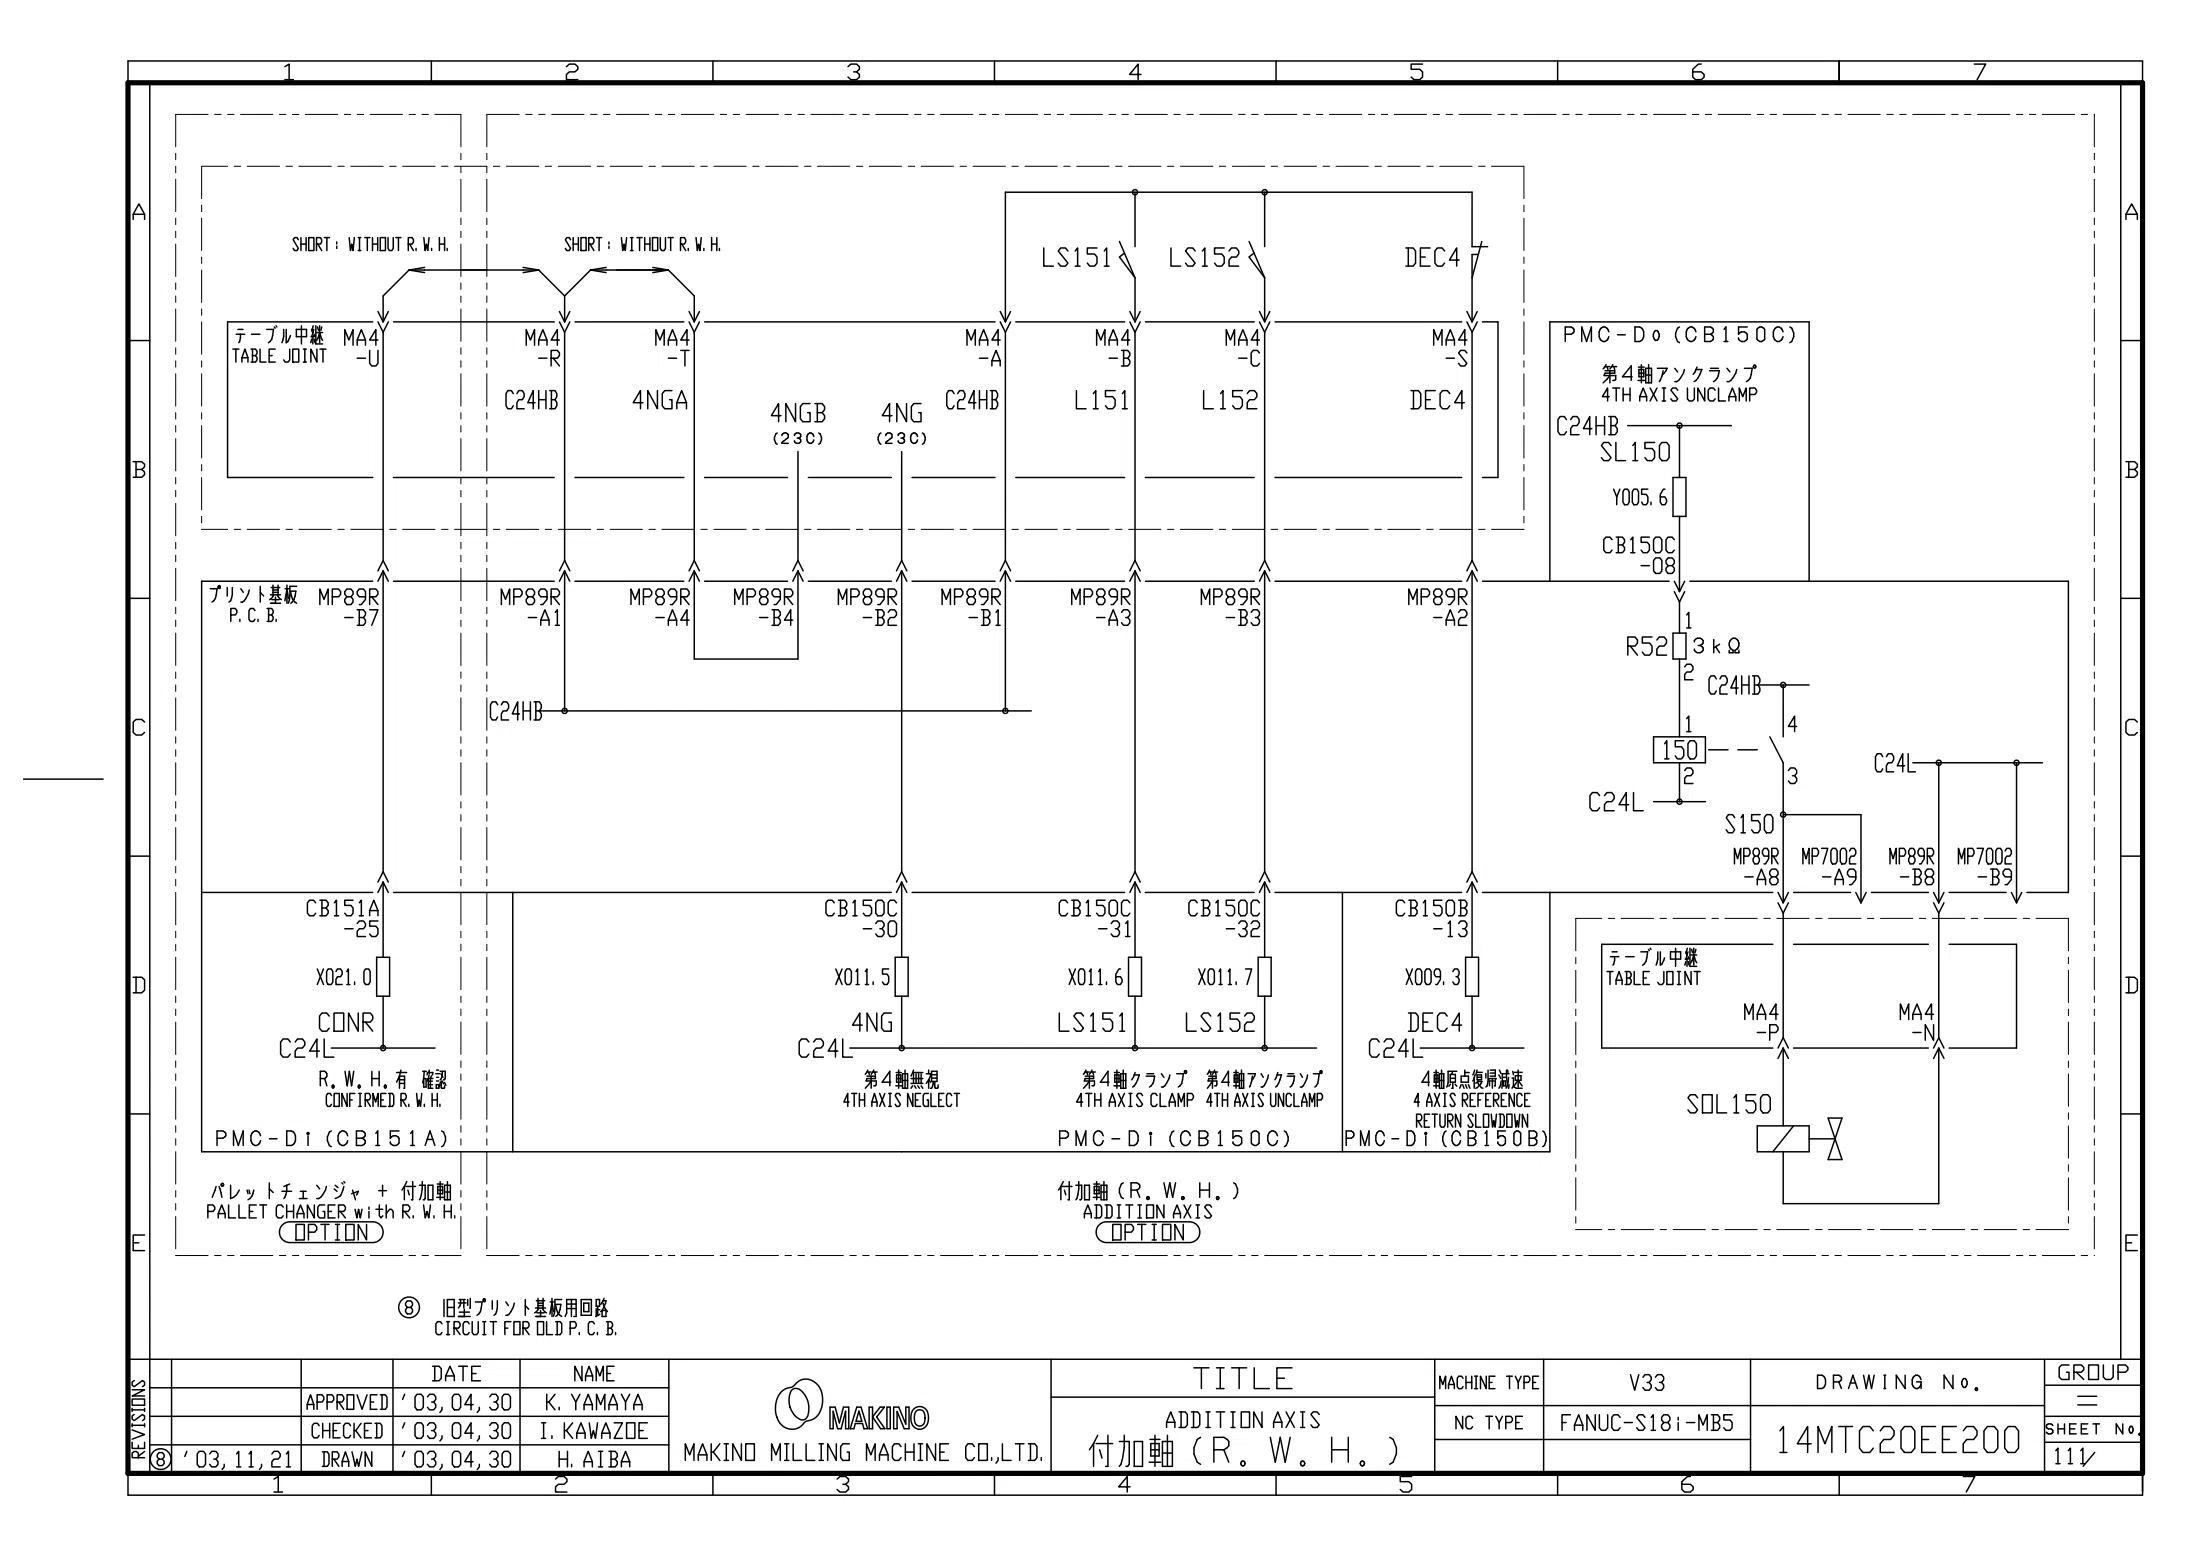 1 2 3 4 5 6 7
A A
SHORT: WITHOUT R. W. H. SHORT: WITHOUT R. W. H.
LS151 LS152 DEC4
テーブル中継
TABLE JOINT
MA4 MA4 MA4 MA4 MA4 MA4 MA4
-U -R -T -A -B -C -S
C24HB 4NGA 4NGB 4NG C24HB L151 L152 DEC4
(23C) (23C)
PMC-Do(CB150C)
第4軸アンクランプ
4TH AXIS UNCLAMP
C24HB
SL150
Y005. 6
CB150C
-08
B B
プリント基板
P. C. B.
MP89R MP89R MP89R MP89R MP89R MP89R MP89R MP89R MP89R
-B7 -A1 -A4 -B4 -B2 -B1 -A3 -B3 -A2
1
R52 3kΩ
2
C24HB
C24HB
1 4
150
2 3
C24L
C24L
C C
S150
MP89R MP7002 MP89R MP7002
-A8 -A9 -B8 -B9
CB151A CB150C CB150C CB150C CB150B
-25 -30 -31 -32 -13
X021. 0 X011. 5 X011. 6 X011. 7 X009. 3
CONR 4NG LS151 LS152 DEC4
C24L C24L C24L
テーブル中継
TABLE JOINT
MA4 MA4
-P -N
D D
R. W. H. 有 確認
CONFIRMED R. W. H.
第4軸無視
4TH AXIS NEGLECT
第4軸クランプ
4TH AXIS CLAMP
第4軸アンクランプ
4TH AXIS UNCLAMP
4軸原点復帰減速
4 AXIS REFERENCE
RETURN SLOWDOWN
PMC-Di(CB151A) PMC-Di(CB150C) PMC-Di(CB150B)
SOL150
パレットチェンジャ + 付加軸
PALLET CHANGER with R. W. H.
OPTION
付加軸(R. W. H. )
ADDITION AXIS
OPTION
E E
⑧ 旧型プリント基板用回路
CIRCUIT FOR OLD P. C. B.
REVISIONS
DATE NAME
APPROVED '03, 04, 30 K. YAMAYA
CHECKED '03, 04, 30 I. KAWAZOE
⑧ '03, 11, 21 DRAWN '03, 04, 30 H. AIBA
MAKINO
MAKINO MILLING MACHINE CO.,LTD.
TITLE
ADDITION AXIS
付加軸(R. W. H. )
MACHINE TYPE V33
NC TYPE FANUC-S18i-MB5
DRAWING No.
14MTC20EE200
GROUP
=
SHEET No.
111/
1 2 3 4 5 6 7